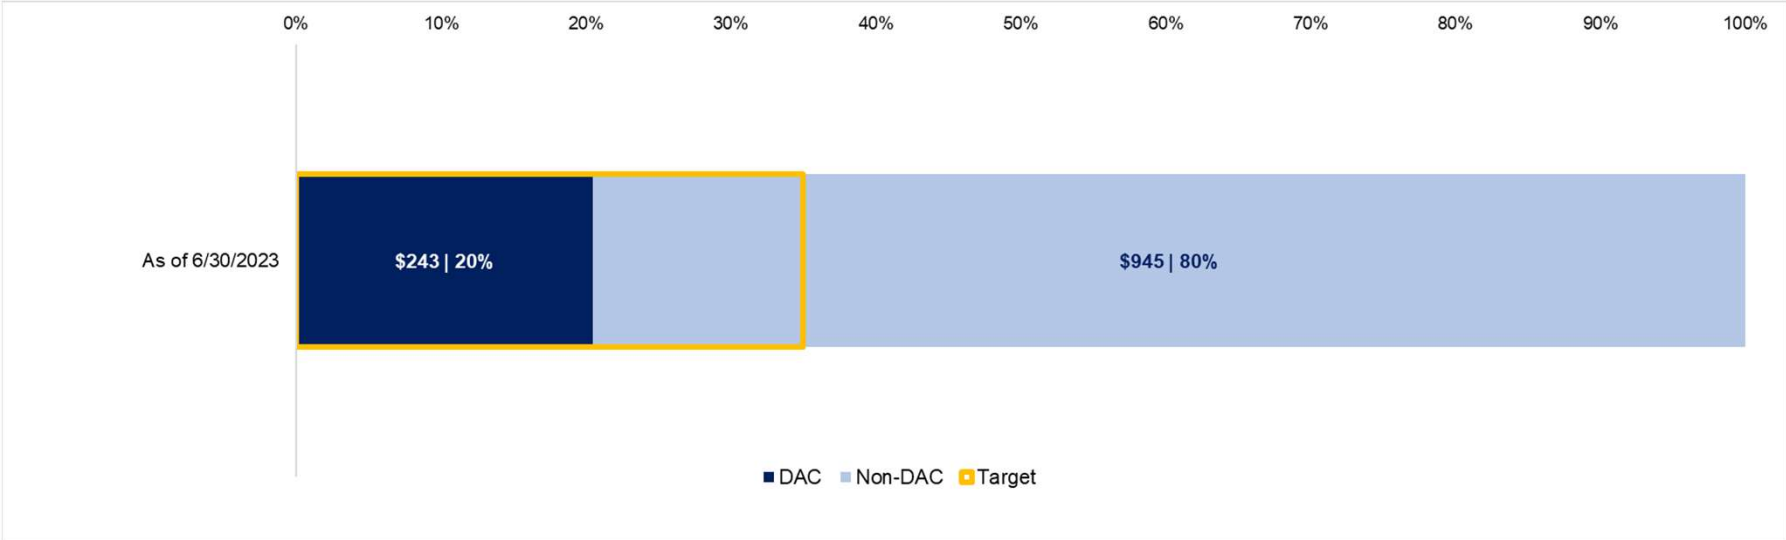 0% 10% 20% 30% 40% 50% 60% 70% 80% 90% 100%
As of 6/30/2023 $243 | 20% $945 | 80%
DAC Non-DAC Target